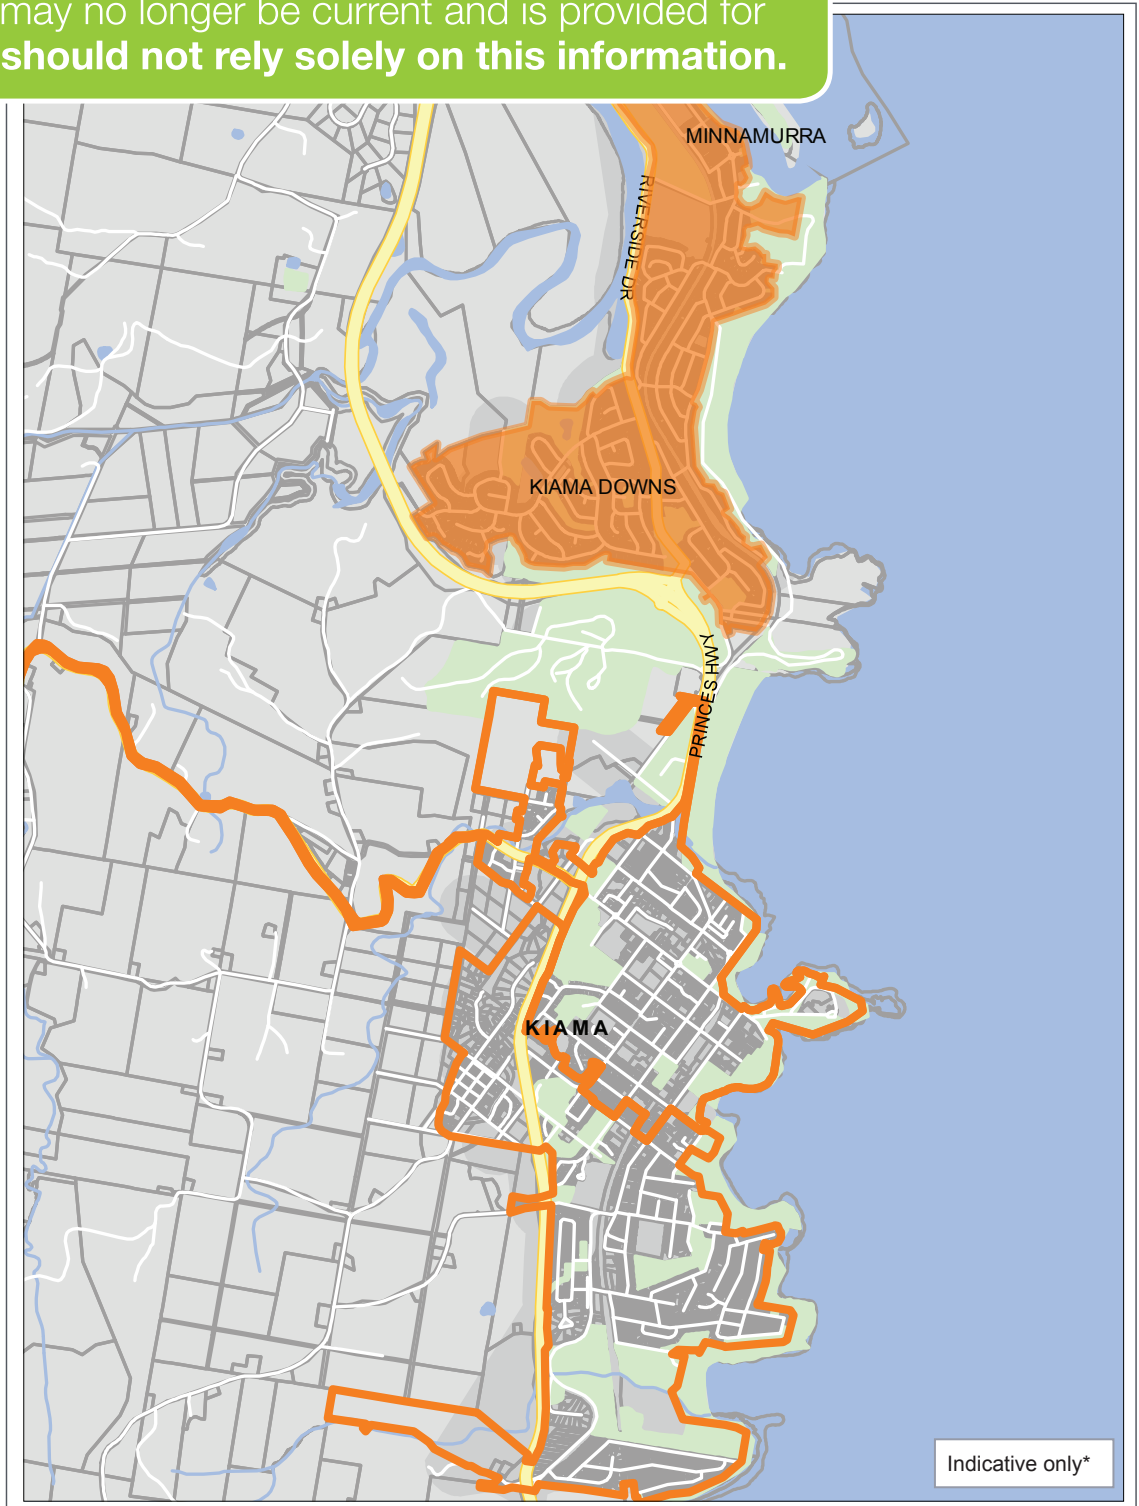 may no longer be current and is provided for
should not rely solely on this information.
MINNAMURRA
RIVERSIDE DR
KIAMA DOWNS
PRINCES HWY
KIAMA
Indicative only*